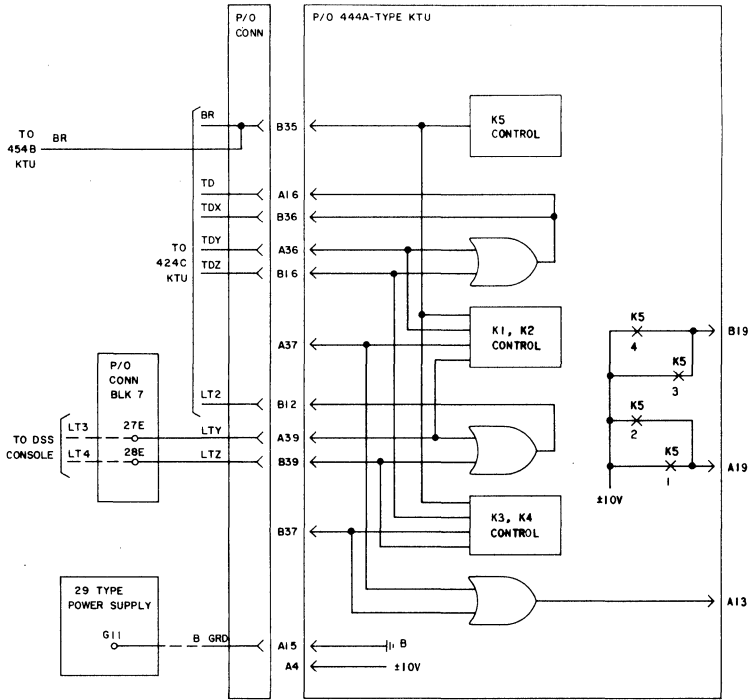 P/O
CONN
P/O 444A-TYPE KTU
BR
B35
K5
CONTROL
TO
454B
KTU
BR
TD
A16
TDX
B36
TO
424C
KTU
TDY
A36
TDZ
B16
A37
K1, K2
CONTROL
K5
4
B19
K5
3
P/O
CONN
BLK 7
LT2
B12
K5
2
TO DSS
CONSOLE
LT3
27E
LTY
A39
LT4
28E
LTZ
B39
K5
1
A19
±10V
B37
K3, K4
CONTROL
A13
29 TYPE
POWER SUPPLY
G11
B GRD
A15
B
A4
±10V